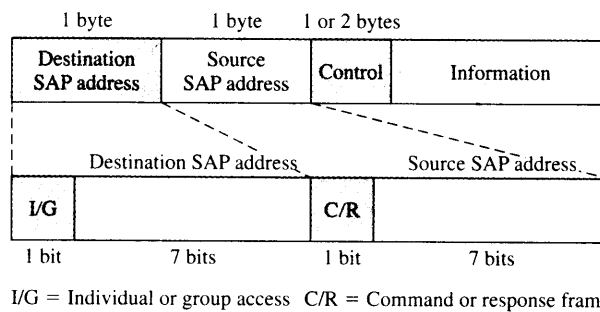 1 byte 1 byte 1 or 2 bytes
Destination SAP address Source SAP address Control Information
Destination SAP address Source SAP address
I/G C/R
1 bit 7 bits 1 bit 7 bits
I/G = Individual or group access C/R = Command or response fram